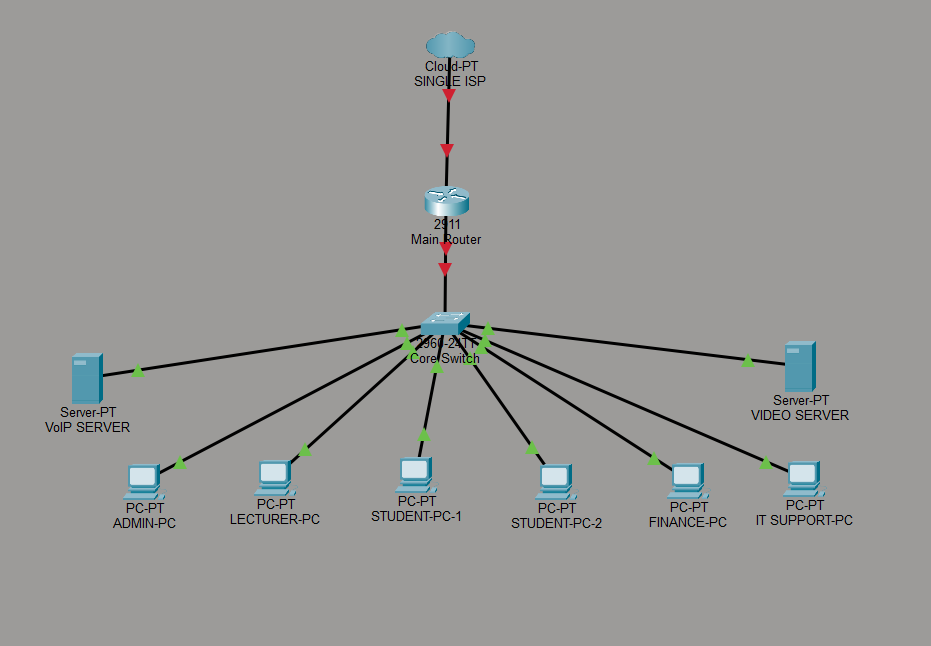 Cloud-PT
SINGLE ISP
2911
Main Router
2960-24TT
Core Switch
Server-PT
VoIP SERVER
Server-PT
VIDEO SERVER
PC-PT
ADMIN-PC
PC-PT
LECTURER-PC
PC-PT
STUDENT-PC-1
PC-PT
STUDENT-PC-2
PC-PT
FINANCE-PC
PC-PT
IT SUPPORT-PC